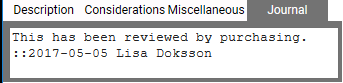 Description Considerations Miscellaneous Journal
This has been reviewed by purchasing.
::2017-05-05 Lisa Doksson